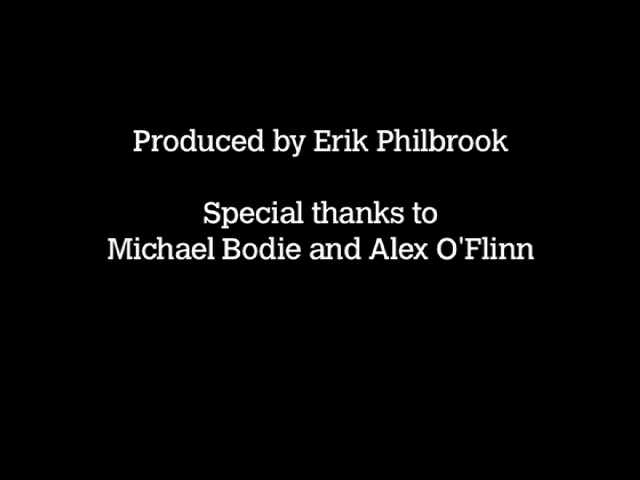 Produced by Erik Philbrook
Special thanks to
Michael Bodie and Alex O'Flinn